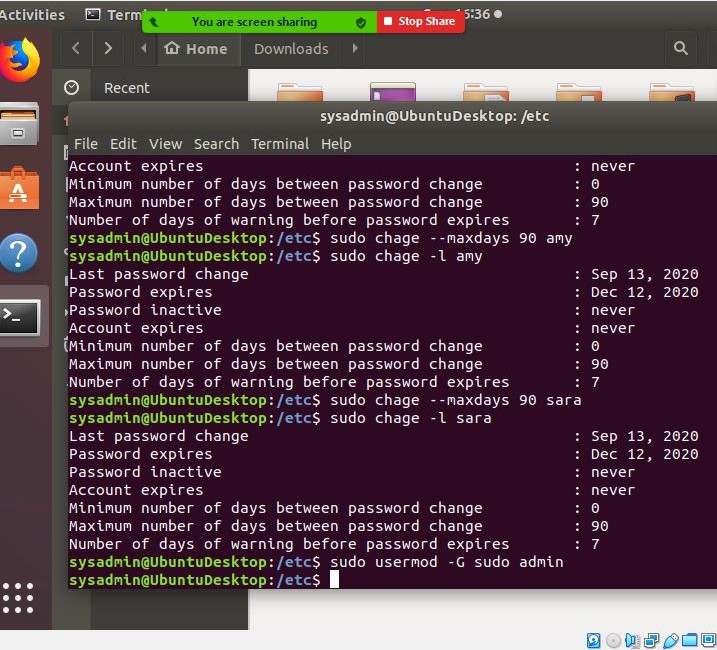 Activities
You are screen sharing
Stop Share
16:36
Home
Downloads
Recent
sysadmin@UbuntuDesktop: /etc
File Edit View Search Terminal Help
Account expires : never
Minimum number of days between password change : 0
Maximum number of days between password change : 90
Number of days of warning before password expires : 7
sysadmin@UbuntuDesktop:/etc$ sudo chage --maxdays 90 amy
sysadmin@UbuntuDesktop:/etc$ sudo chage -l amy
Last password change : Sep 13, 2020
Password expires : Dec 12, 2020
Password inactive : never
Account expires : never
Minimum number of days between password change : 0
Maximum number of days between password change : 90
Number of days of warning before password expires : 7
sysadmin@UbuntuDesktop:/etc$ sudo chage --maxdays 90 sara
sysadmin@UbuntuDesktop:/etc$ sudo chage -l sara
Last password change : Sep 13, 2020
Password expires : Dec 12, 2020
Password inactive : never
Account expires : never
Minimum number of days between password change : 0
Maximum number of days between password change : 90
Number of days of warning before password expires : 7
sysadmin@UbuntuDesktop:/etc$ sudo usermod -G sudo admin
sysadmin@UbuntuDesktop:/etc$